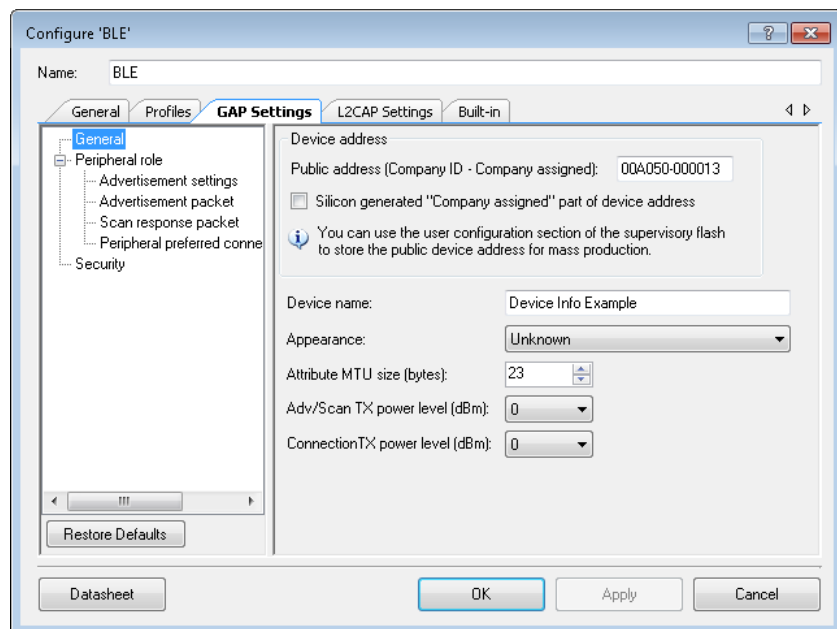 Configure 'BLE'
Name: BLE
General Profiles GAP Settings L2CAP Settings Built-in
General
Peripheral role
Advertisement settings
Advertisement packet
Scan response packet
Peripheral preferred conne
Security
Restore Defaults
Device address
Public address (Company ID - Company assigned): 00A050-000013
Silicon generated "Company assigned" part of device address
You can use the user configuration section of the supervisory flash
to store the public device address for mass production.
Device name: Device Info Example
Appearance: Unknown
Attribute MTU size (bytes): 23
Adv/Scan TX power level (dBm): 0
ConnectionTX power level (dBm): 0
Datasheet OK Apply Cancel